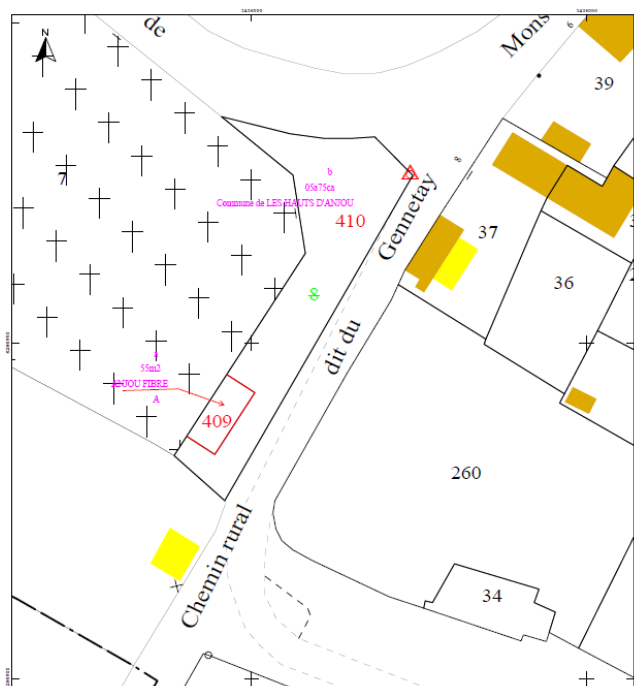 N
de
Mons
6
39
7
b
05a75ca
Commune de LES HAUTS D'ANJOU
410
8
Gennetay
37
36
dit du
a
55m2
ANJOU FIBRE
A
409
260
Chemin rural
34